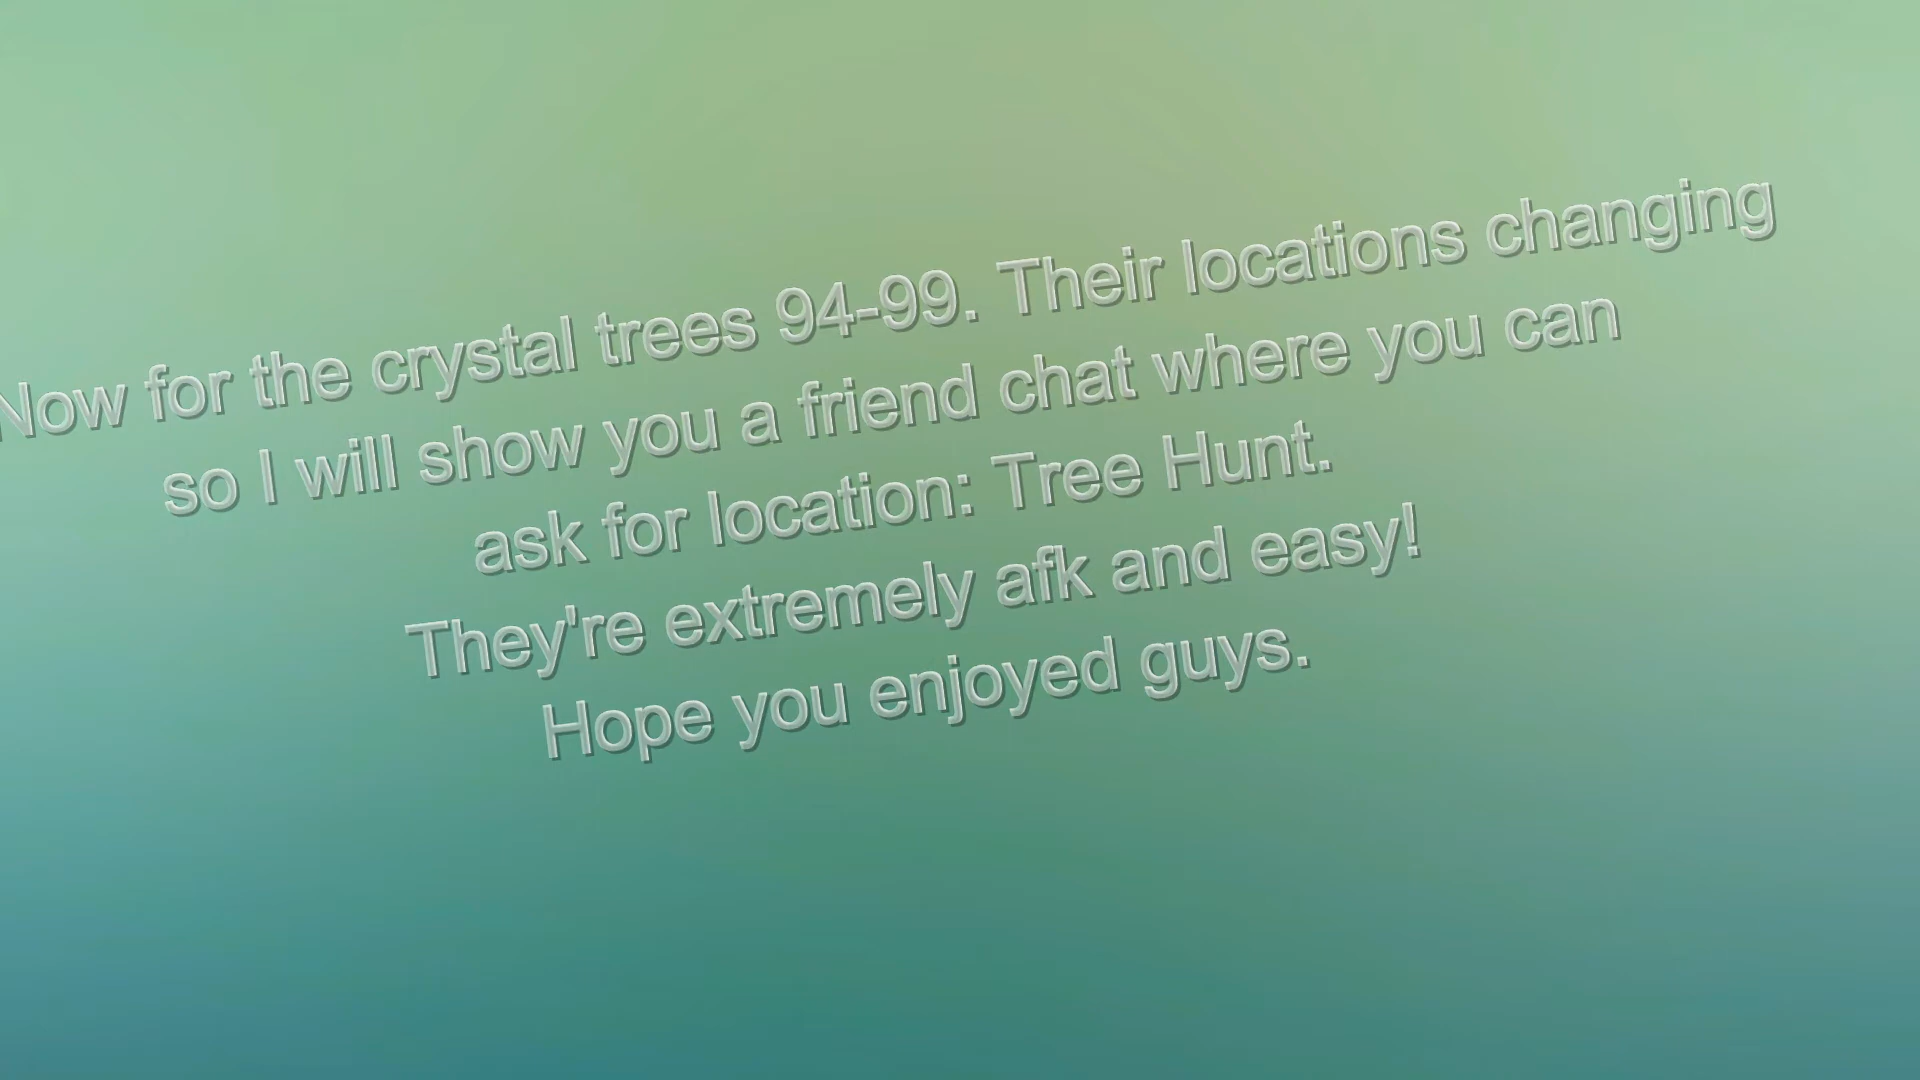 Now for the crystal trees 94-99. Their locations changing
so I will show you a friend chat where you can
ask for location: Tree Hunt.
They're extremely afk and easy!
Hope you enjoyed guys.